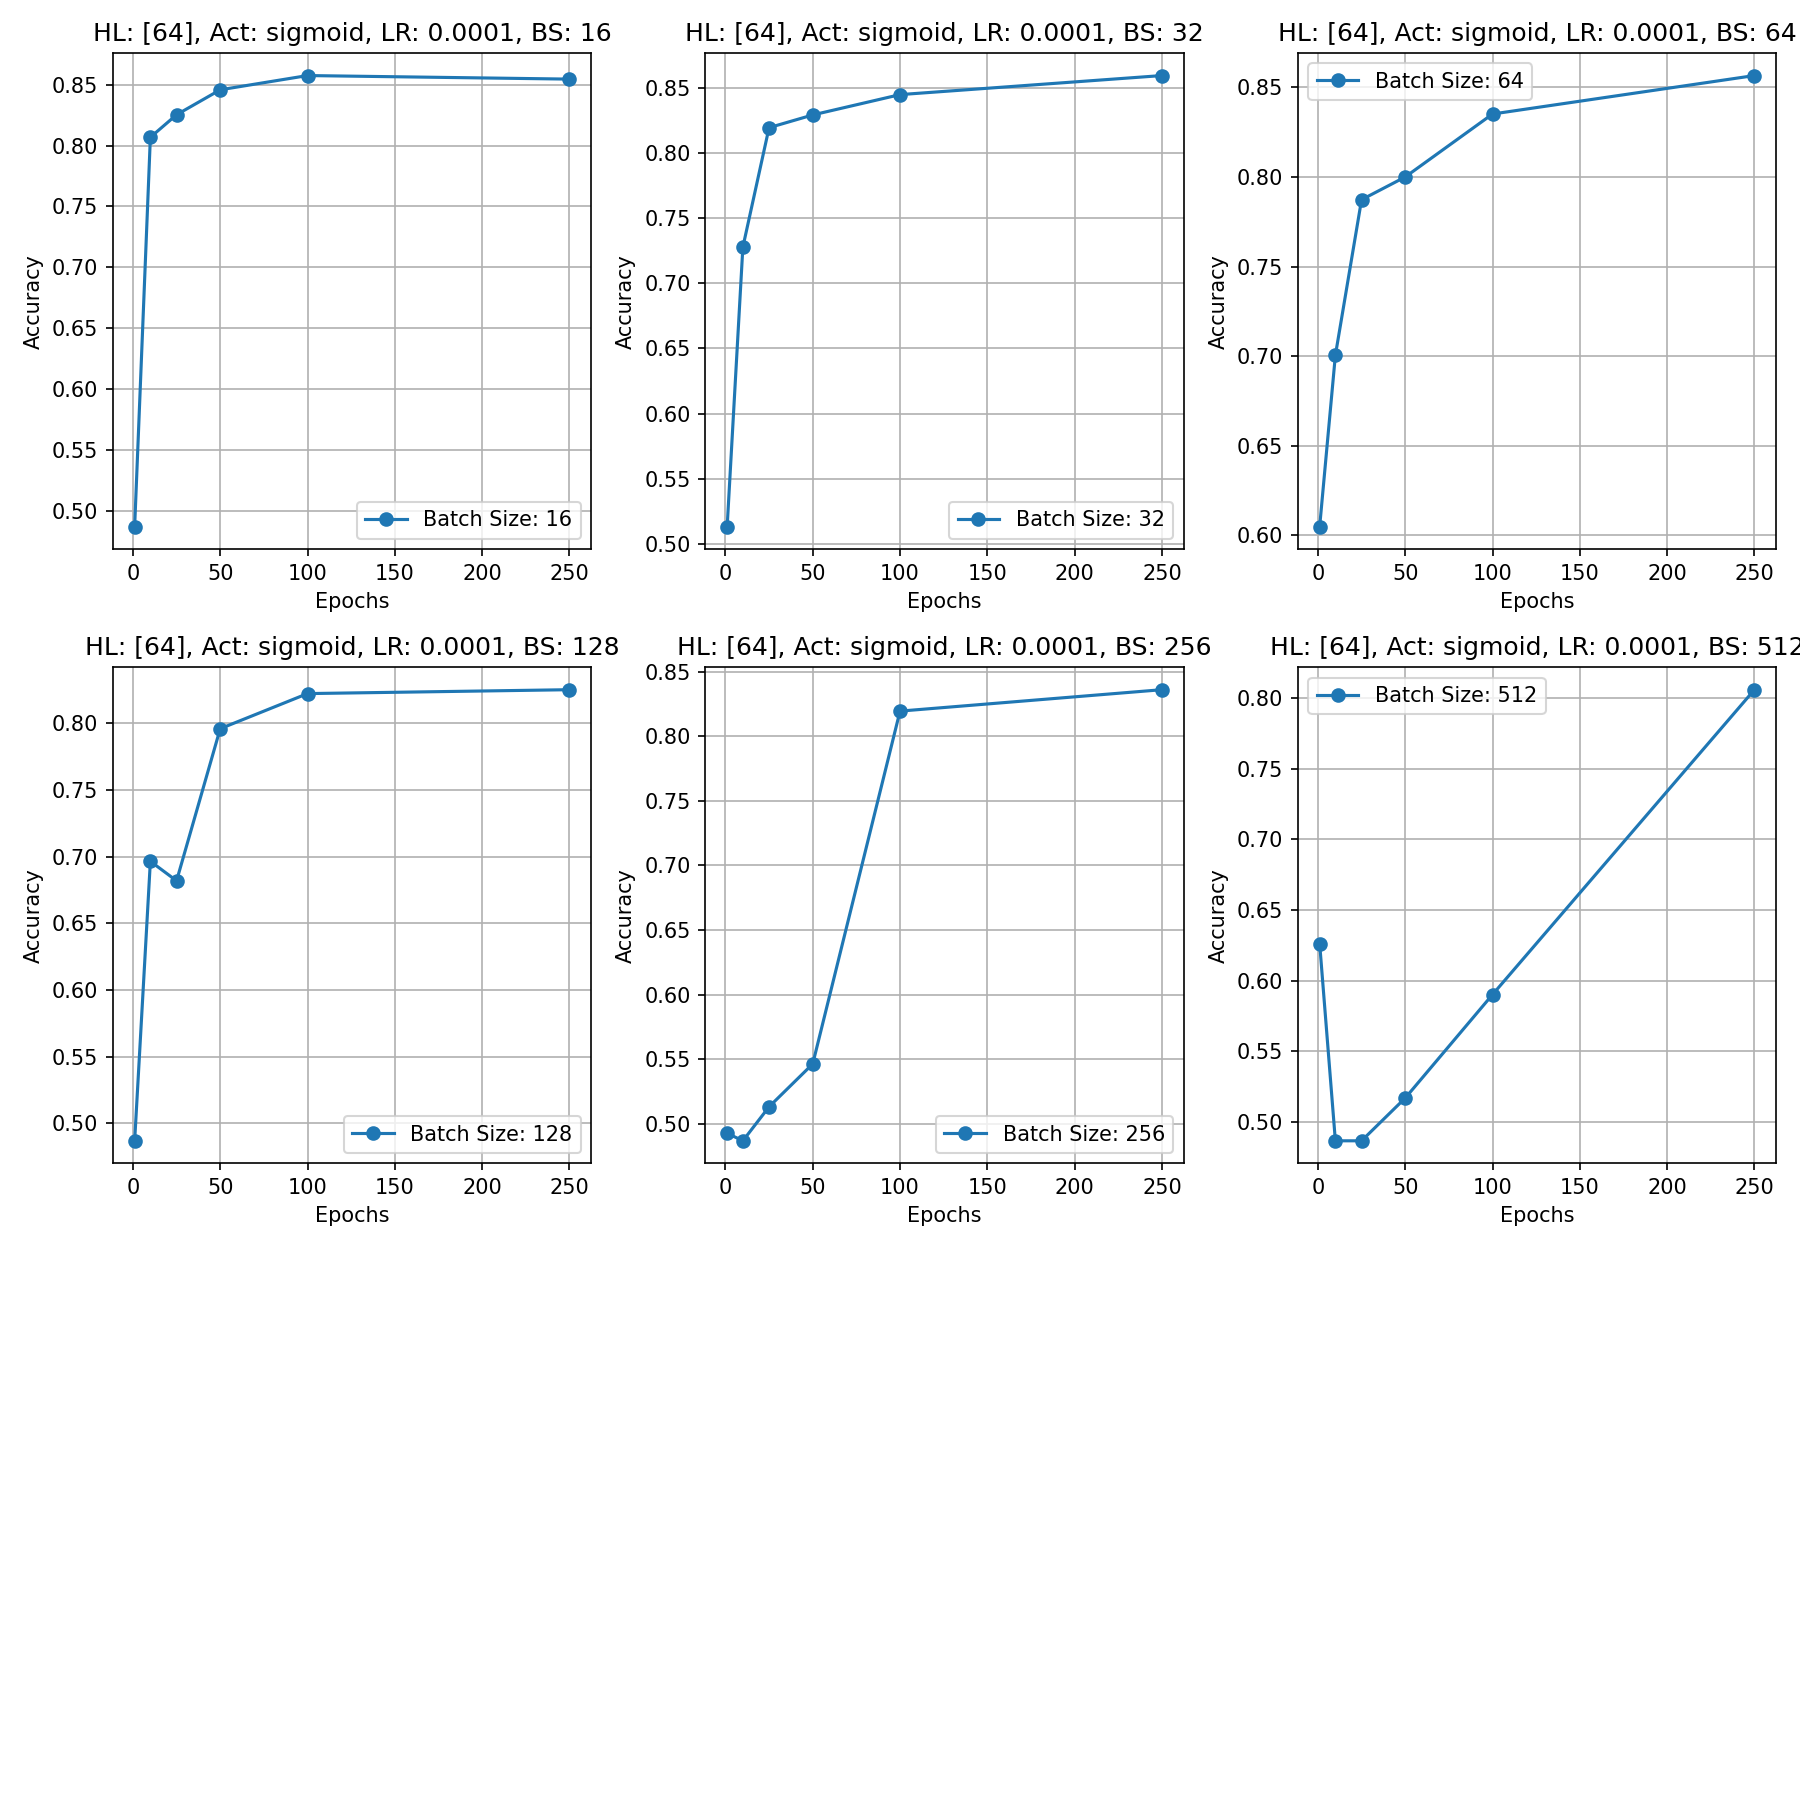 HL: [64], Act: sigmoid, LR: 0.0001, BS: 16
0.85
0.80
0.75
0.70
0.65
0.60
0.55
0.50
Accuracy
Batch Size: 16
0 50 100 150 200 250
Epochs
HL: [64], Act: sigmoid, LR: 0.0001, BS: 32
0.85
0.80
0.75
0.70
0.65
0.60
0.55
0.50
Accuracy
Batch Size: 32
0 50 100 150 200 250
Epochs
HL: [64], Act: sigmoid, LR: 0.0001, BS: 64
Batch Size: 64
0.85
0.80
0.75
0.70
0.65
0.60
Accuracy
0 50 100 150 200 250
Epochs
HL: [64], Act: sigmoid, LR: 0.0001, BS: 128
0.80
0.75
0.70
0.65
0.60
0.55
0.50
Accuracy
Batch Size: 128
0 50 100 150 200 250
Epochs
HL: [64], Act: sigmoid, LR: 0.0001, BS: 256
0.85
0.80
0.75
0.70
0.65
0.60
0.55
0.50
Accuracy
Batch Size: 256
0 50 100 150 200 250
Epochs
HL: [64], Act: sigmoid, LR: 0.0001, BS: 512
Batch Size: 512
0.80
0.75
0.70
0.65
0.60
0.55
0.50
Accuracy
0 50 100 150 200 250
Epochs